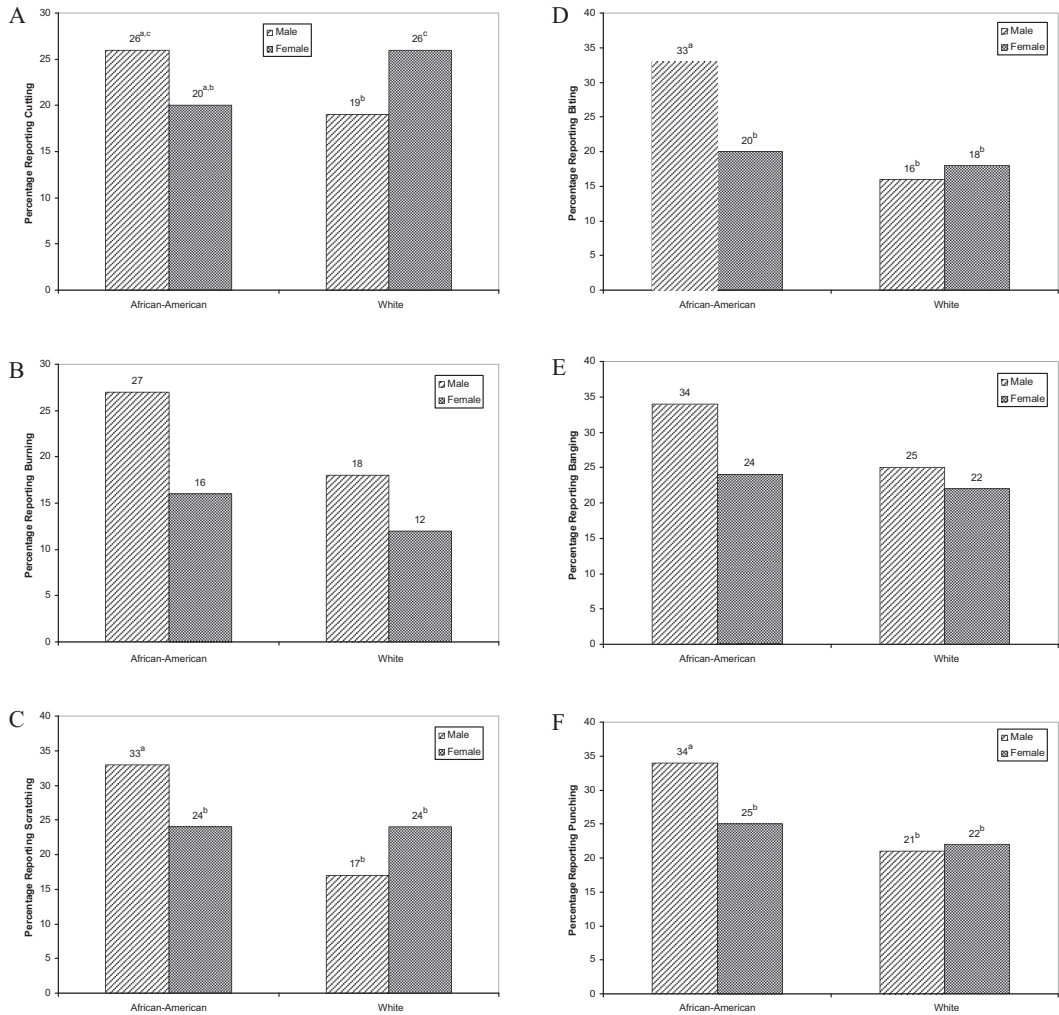 A
Percentage Reporting Cutting
30
25
20
15
10
5
0
26a,c
20a,b
19b
26c
Male
Female
African-American
White
B
Percentage Reporting Burning
30
25
20
15
10
5
0
27
16
18
12
Male
Female
African-American
White
C
Percentage Reporting Scratching
40
35
30
25
20
15
10
5
0
33a
24b
17b
24b
Male
Female
African-American
White
D
Percentage Reporting Biting
40
35
30
25
20
15
10
5
0
33a
20b
16b
18b
Male
Female
African-American
White
E
Percentage Reporting Banging
40
35
30
25
20
15
10
5
0
34
24
25
22
Male
Female
African-American
White
F
Percentage Reporting Punching
40
35
30
25
20
15
10
5
0
34a
25b
21b
22b
Male
Female
African-American
White